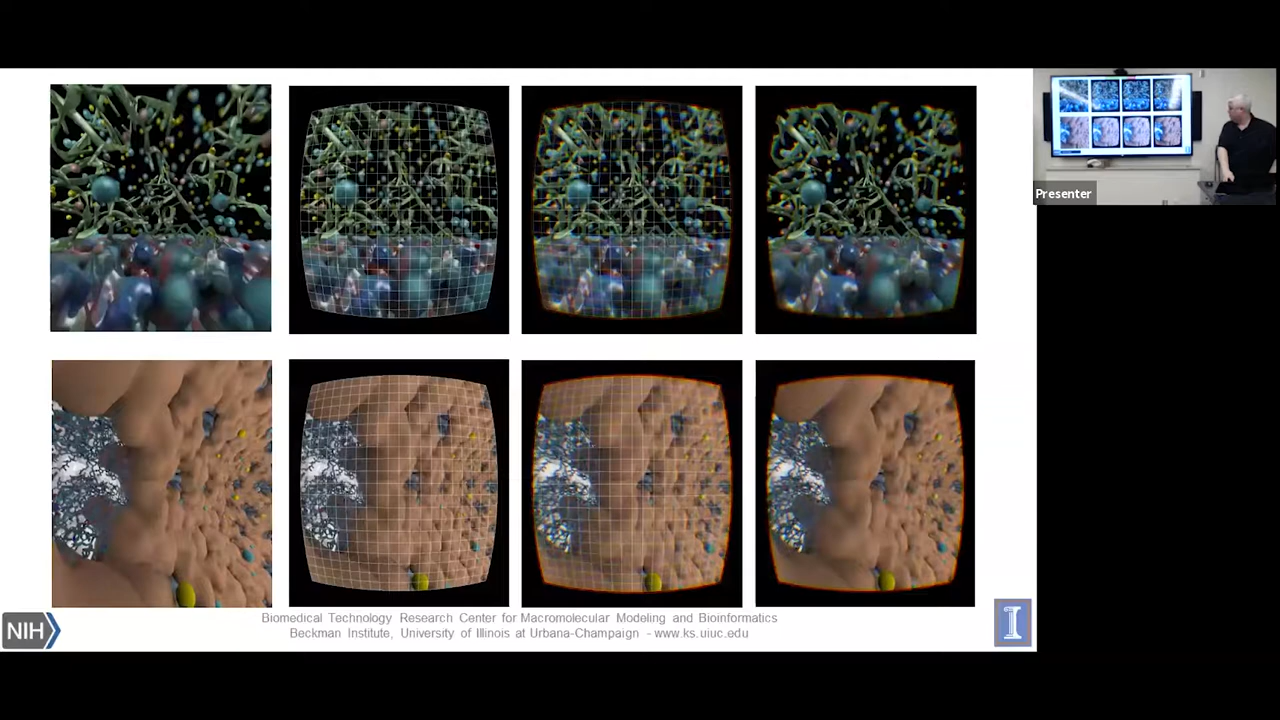 Presenter
NIH
Biomedical Technology Research Center for Macromolecular Modeling and Bioinformatics
Beckman Institute, University of Illinois at Urbana-Champaign - www.ks.uiuc.edu
I